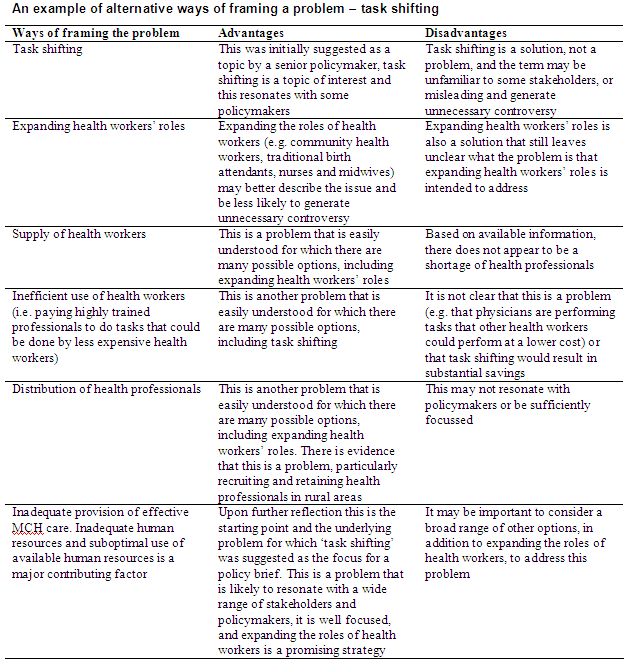 An example of alternative ways of framing a problem – task shifting
Ways of framing the problem Advantages Disadvantages
Task shifting
This was initially suggested as a
topic by a senior policymaker, task
shifting is a topic of interest and
this resonates with some
policymakers
Task shifting is a solution, not a
problem, and the term may be
unfamiliar to some stakeholders, or
misleading and generate
unnecessary controversy
Expanding health workers’ roles
Expanding the roles of health
workers (e.g. community health
workers, traditional birth
attendants, nurses and midwives)
may better describe the issue and
be less likely to generate
unnecessary controversy
Expanding health workers’ roles is
also a solution that still leaves
unclear what the problem is that
expanding health workers’ roles is
intended to address
Supply of health workers
This is a problem that is easily
understood for which there are
many possible options, including
expanding health workers’ roles
Based on available information,
there does not appear to be a
shortage of health professionals
Inefficient use of health workers
(i.e. paying highly trained
professionals to do tasks that could
be done by less expensive health
workers)
This is another problem that is
easily understood for which there
are many possible options,
including task shifting
It is not clear that this is a problem
(e.g. that physicians are performing
tasks that other health workers
could perform at a lower cost) or
that task shifting would result in
substantial savings
Distribution of health professionals
This is another problem that is
easily understood for which there
are many possible options,
including expanding health
workers’ roles. There is evidence
that this is a problem, particularly
recruiting and retaining health
professionals in rural areas
This may not resonate with
policymakers or be sufficiently
focussed
Inadequate provision of effective
MCH care. Inadequate human
resources and suboptimal use of
available human resources is a
major contributing factor
Upon further reflection this is the
starting point and the underlying
problem for which ‘task shifting’
was suggested as the focus for a
policy brief. This is a problem that
is likely to resonate with a wide
range of stakeholders and
policymakers, it is well focused,
and expanding the roles of health
workers is a promising strategy
It may be important to consider a
broad range of other options, in
addition to expanding the roles of
health workers, to address this
problem